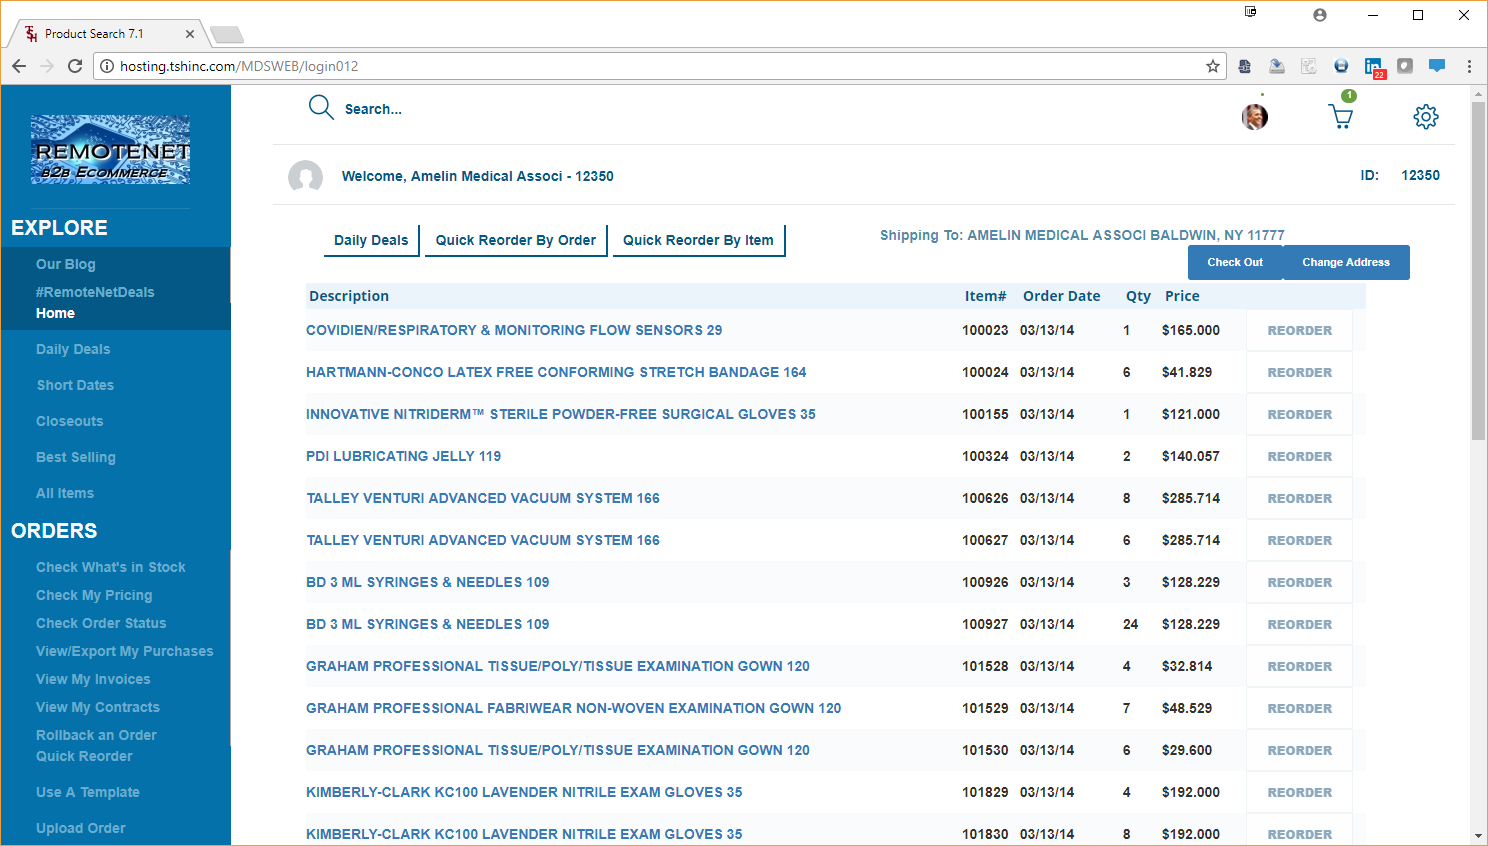 Product Search 7.1
hosting.tshinc.com/MDSWEB/login012
22
REMOTENET
B2B ECOMMERCE
Search...
1
Welcome, Amelin Medical Associ - 12350
ID: 12350
EXPLORE
Our Blog
#RemoteNetDeals
Home
Daily Deals
Short Dates
Closeouts
Best Selling
All Items
ORDERS
Check What's in Stock
Check My Pricing
Check Order Status
View/Export My Purchases
View My Invoices
View My Contracts
Rollback an Order
Quick Reorder
Use A Template
Upload Order
Daily Deals
Quick Reorder By Order
Quick Reorder By Item
Shipping To: AMELIN MEDICAL ASSOCI BALDWIN, NY 11777
Check Out
Change Address
Description Item# Order Date Qty Price
COVIDIEN/RESPIRATORY & MONITORING FLOW SENSORS 29 100023 03/13/14 1 $165.000 REORDER
HARTMANN-CONCO LATEX FREE CONFORMING STRETCH BANDAGE 164 100024 03/13/14 6 $41.829 REORDER
INNOVATIVE NITRIDERM™ STERILE POWDER-FREE SURGICAL GLOVES 35 100155 03/13/14 1 $121.000 REORDER
PDI LUBRICATING JELLY 119 100324 03/13/14 2 $140.057 REORDER
TALLEY VENTURI ADVANCED VACUUM SYSTEM 166 100626 03/13/14 8 $285.714 REORDER
TALLEY VENTURI ADVANCED VACUUM SYSTEM 166 100627 03/13/14 6 $285.714 REORDER
BD 3 ML SYRINGES & NEEDLES 109 100926 03/13/14 3 $128.229 REORDER
BD 3 ML SYRINGES & NEEDLES 109 100927 03/13/14 24 $128.229 REORDER
GRAHAM PROFESSIONAL TISSUE/POLY/TISSUE EXAMINATION GOWN 120 101528 03/13/14 4 $32.814 REORDER
GRAHAM PROFESSIONAL FABRIWEAR NON-WOVEN EXAMINATION GOWN 120 101529 03/13/14 7 $48.529 REORDER
GRAHAM PROFESSIONAL TISSUE/POLY/TISSUE EXAMINATION GOWN 120 101530 03/13/14 6 $29.600 REORDER
KIMBERLY-CLARK KC100 LAVENDER NITRILE EXAM GLOVES 35 101829 03/13/14 4 $192.000 REORDER
KIMBERLY-CLARK KC100 LAVENDER NITRILE EXAM GLOVES 35 101830 03/13/14 8 $192.000 REORDER